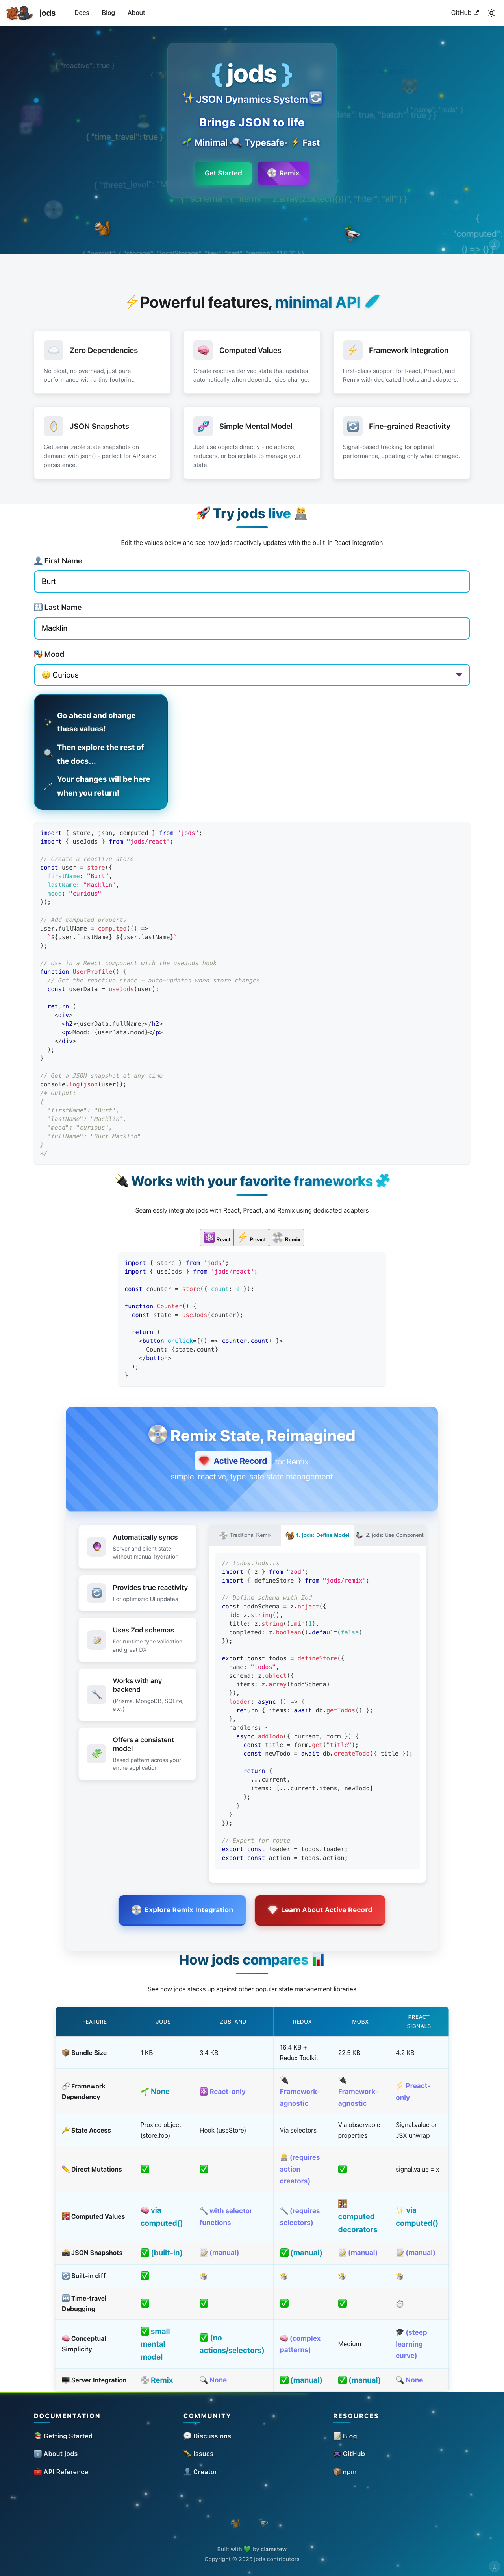 jods
Docs
Blog
About
GitHub
{ "reactive": true }
{ "name": "jods" }
{ "time_travel": true }
{ jods }
JSON Dynamics System
Brings JSON to life
Minimal · Typesafe · Fast
Get Started
Remix
{
"computed":
() => {} }
Powerful features, minimal API
Zero Dependencies
No bloat, no overhead, just pure
performance with a tiny footprint.
Computed Values
Create reactive derived state that updates
automatically when dependencies change.
Framework Integration
First-class support for React, Preact, and
Remix with dedicated hooks and adapters.
JSON Snapshots
Get serializable state snapshots on
demand with json() - perfect for APIs and
persistence.
Simple Mental Model
Just use objects directly - no actions,
reducers, or boilerplate to manage your
state.
Fine-grained Reactivity
Signal-based tracking for optimal
performance, updating only what changed.
Try jods live
Edit the values below and see how jods reactively updates with the built-in React integration
First Name
Burt
Last Name
Macklin
Mood
Curious
Go ahead and change
these values!
Then explore the rest of
the docs...
Your changes will be here
when you return!
import { store, json, computed } from "jods";
import { useJods } from "jods/react";
// Create a reactive store
const user = store({
firstName: "Burt",
lastName: "Macklin",
mood: "curious"
});
// Add computed property
user.fullName = computed(() =>
`${user.firstName} ${user.lastName}`
);
// Use in a React component with the useJods hook
function UserProfile() {
// Get the reactive state - auto-updates when store changes
const userData = useJods(user);
return (
<div>
<h2>{userData.fullName}</h2>
<p>Mood: {userData.mood}</p>
</div>
);
}
// Get a JSON snapshot at any time
console.log(json(user));
/* Output:
{
"firstName": "Burt",
"lastName": "Macklin",
"mood": "curious",
"fullName": "Burt Macklin"
}
*/
Works with your favorite frameworks
Seamlessly integrate jods with React, Preact, and Remix using dedicated adapters
React
Preact
Remix
import { store } from 'jods';
import { useJods } from 'jods/react';
const counter = store({ count: 0 });
function Counter() {
const state = useJods(counter);
return (
<button onClick={() => counter.count++}>
Count: {state.count}
</button>
);
}
Remix State, Reimagined
Active Record for Remix:
simple, reactive, type-safe state management
Automatically syncs
Server and client state
without manual hydration
Provides true reactivity
For optimistic UI updates
Uses Zod schemas
For runtime type validation
and great DX
Works with any
backend
(Prisma, MongoDB, SQLite,
etc.)
Offers a consistent
model
Based pattern across your
entire application
Traditional Remix
1. jods: Define Model
2. jods: Use Component
// todos.jods.ts
import { z } from "zod";
import { defineStore } from "jods/remix";
// Define schema with Zod
const todoSchema = z.object({
id: z.string(),
title: z.string().min(1),
completed: z.boolean().default(false)
});
export const todos = defineStore({
name: "todos",
schema: z.object({
items: z.array(todoSchema)
}),
loader: async () => {
return { items: await db.getTodos() };
},
handlers: {
async addTodo({ current, form }) {
const title = form.get("title");
const newTodo = await db.createTodo({ title });
return {
...current,
items: [...current.items, newTodo]
};
}
}
});
// Export for route
export const loader = todos.loader;
export const action = todos.action;
Explore Remix Integration
Learn About Active Record
How jods compares
See how jods stacks up against other popular state management libraries
FEATURE JODS ZUSTAND REDUX MOBX PREACT SIGNALS
Bundle Size 1 KB 3.4 KB 16.4 KB + Redux Toolkit 22.5 KB 4.2 KB
Framework Dependency None React-only Framework-agnostic Framework-agnostic Preact-only
State Access Proxied object (store.foo) Hook (useStore) Via selectors Via observable properties Signal.value or JSX unwrap
Direct Mutations ✅ ✅ (requires action creators) ✅ signal.value = x
Computed Values via computed() with selector functions (requires selectors) computed decorators via computed()
JSON Snapshots ✅ (built-in) (manual) ✅ (manual) (manual) (manual)
Built-in diff ✅
Time-travel Debugging ✅ ✅ ✅ ✅
Conceptual Simplicity ✅ small mental model ✅ (no actions/selectors) (complex patterns) Medium (steep learning curve)
Server Integration Remix None ✅ (manual) ✅ (manual) None
DOCUMENTATION
Getting Started
About jods
API Reference
COMMUNITY
Discussions
Issues
Creator
RESOURCES
Blog
GitHub
npm
Built with 💚 by clamstew
Copyright © 2025 jods contributors